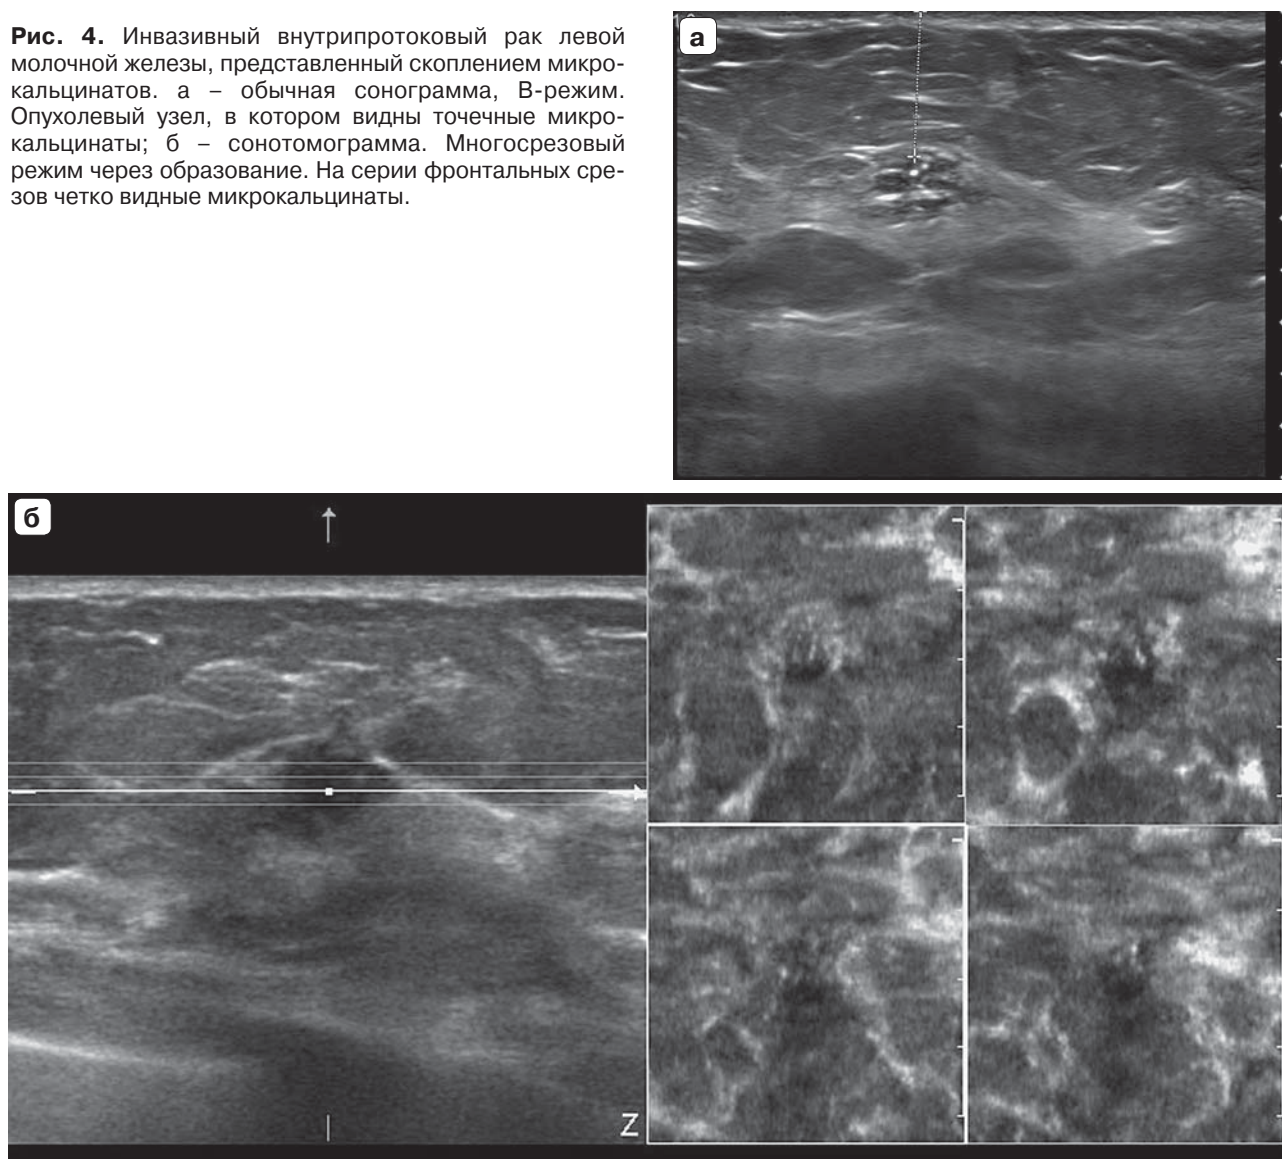 Рис. 4. Инвазивный внутрипротоковый рак левой
молочной железы, представленный скоплением микро-
кальцинатов. а – обычная сонограмма, В-режим.
Опухолевый узел, в котором видны точечные микро-
кальцинаты; б – сонотомограмма. Многосрезовый
режим через образование. На серии фронтальных сре-
зов четко видные микрокальцинаты.
а
б
Z